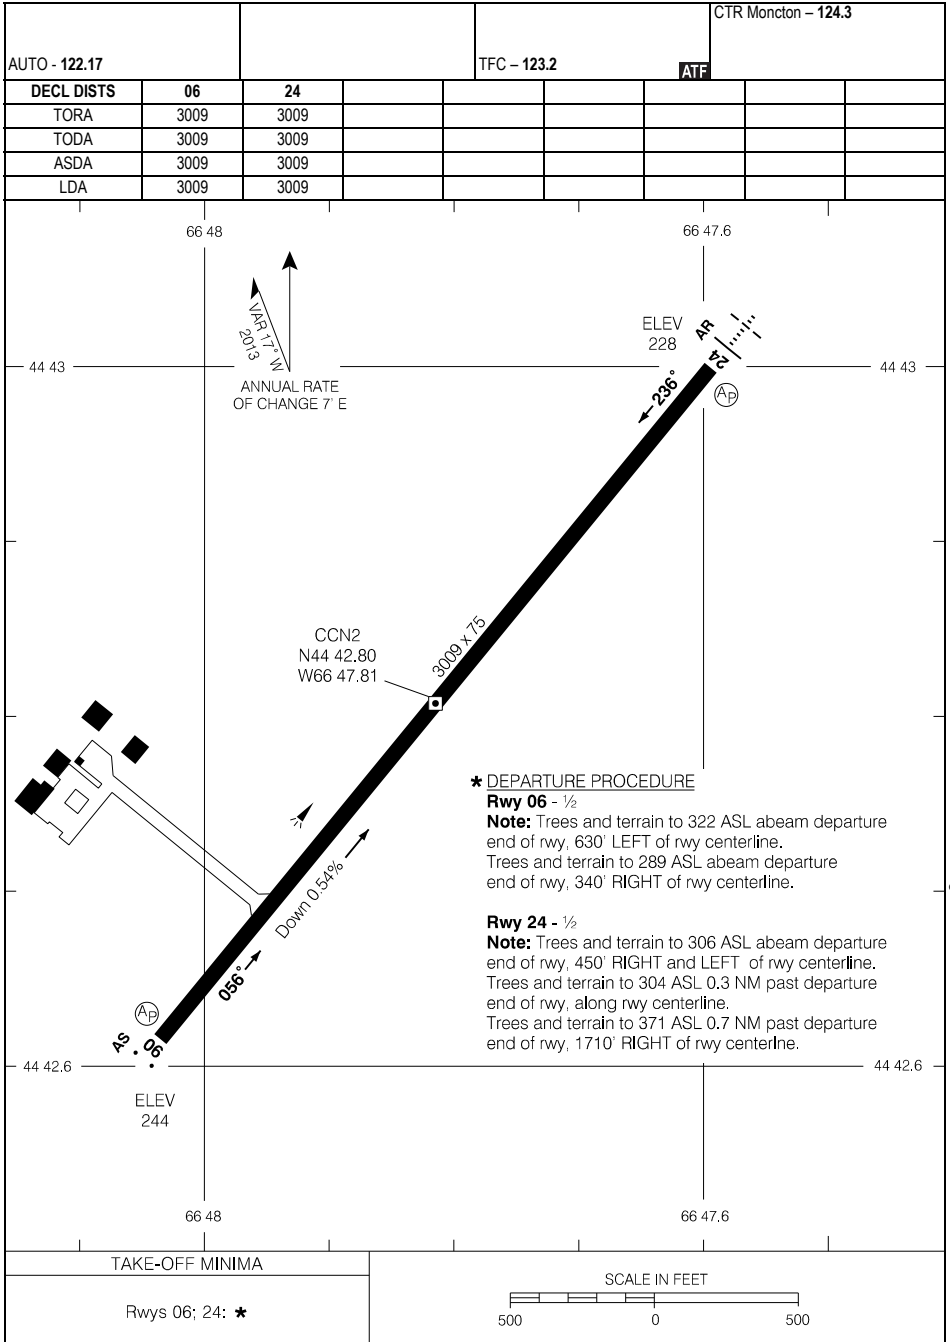 CTR Moncton – 124.3
AUTO - 122.17
TFC – 123.2
ATF
DECL DISTS 06 24
TORA 3009 3009
TODA 3009 3009
ASDA 3009 3009
LDA 3009 3009
66 48
66 47.6
VAR 17° W
2013
ANNUAL RATE
OF CHANGE 7' E
ELEV
228
AR
24
44 43
44 43
236°
AP
CCN2
N44 42.80
W66 47.81
3009 x 75
* DEPARTURE PROCEDURE
Rwy 06 - ½
Note: Trees and terrain to 322 ASL abeam departure
end of rwy, 630' LEFT of rwy centerline.
Trees and terrain to 289 ASL abeam departure
end of rwy, 340' RIGHT of rwy centerline.
Rwy 24 - ½
Note: Trees and terrain to 306 ASL abeam departure
end of rwy, 450' RIGHT and LEFT of rwy centerline.
Trees and terrain to 304 ASL 0.3 NM past departure
end of rwy, along rwy centerline.
Trees and terrain to 371 ASL 0.7 NM past departure
end of rwy, 1710' RIGHT of rwy centerlne.
Down 0.54%
056°
AP
AS
06
44 42.6
44 42.6
ELEV
244
66 48
66 47.6
TAKE-OFF MINIMA
Rwys 06; 24: *
SCALE IN FEET
500 0 500